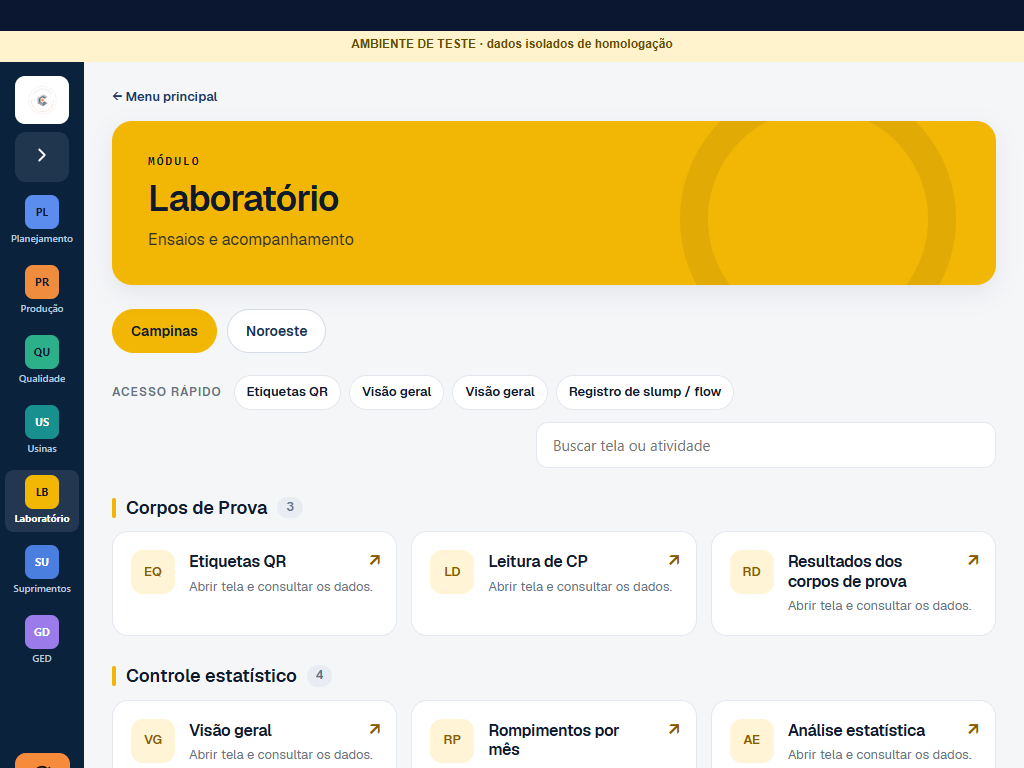 AMBIENTE DE TESTE · dados isolados de homologação
← Menu principal
MÓDULO
Laboratório
Ensaios e acompanhamento
PL
Planejamento
PR
Produção
QU
Qualidade
US
Usinas
LB
Laboratório
SU
Suprimentos
GD
GED
Campinas
Noroeste
ACESSO RÁPIDO
Etiquetas QR
Visão geral
Visão geral
Registro de slump / flow
Buscar tela ou atividade
Corpos de Prova 3
EQ
Etiquetas QR
Abrir tela e consultar os dados.
LD
Leitura de CP
Abrir tela e consultar os dados.
RD
Resultados dos
corpos de prova
Abrir tela e consultar os dados.
Controle estatístico 4
VG
Visão geral
Abrir tela e consultar os dados.
RP
Rompimentos por
mês
AE
Análise estatística
Abrir tela e consultar os dados.